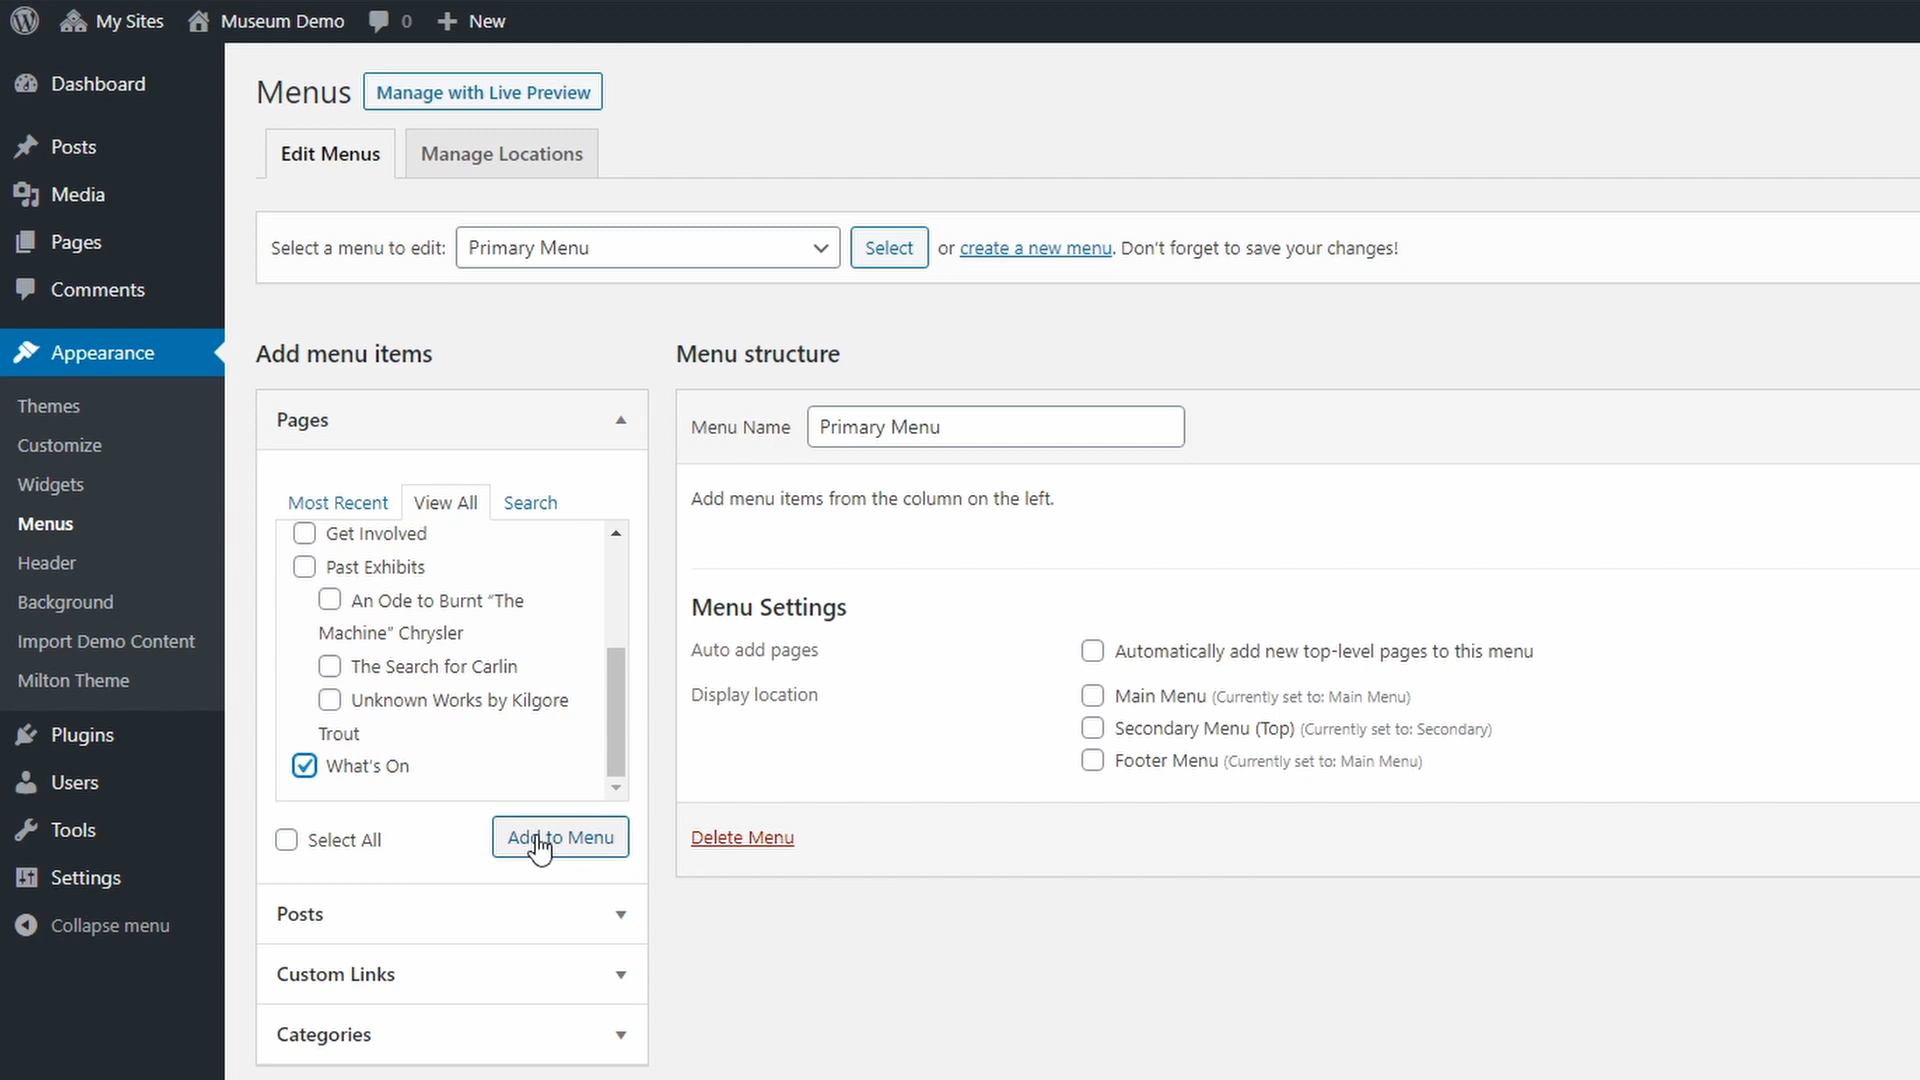 My Sites
Museum Demo
0
New
Dashboard
Posts
Media
Pages
Comments
Appearance
Themes
Customize
Widgets
Menus
Header
Background
Import Demo Content
Milton Theme
Plugins
Users
Tools
Settings
Collapse menu
Menus
Manage with Live Preview
Edit Menus
Manage Locations
Select a menu to edit: Primary Menu Select or create a new menu. Don't forget to save your changes!
Add menu items
Pages
Most Recent View All Search
Get Involved
Past Exhibits
An Ode to Burnt “The
Machine” Chrysler
The Search for Carlin
Unknown Works by Kilgore
Trout
What's On
Select All
Add to Menu
Posts
Custom Links
Categories
Menu structure
Menu Name Primary Menu
Add menu items from the column on the left.
Menu Settings
Auto add pages
Automatically add new top-level pages to this menu
Display location
Main Menu (Currently set to: Main Menu)
Secondary Menu (Top) (Currently set to: Secondary)
Footer Menu (Currently set to: Main Menu)
Delete Menu